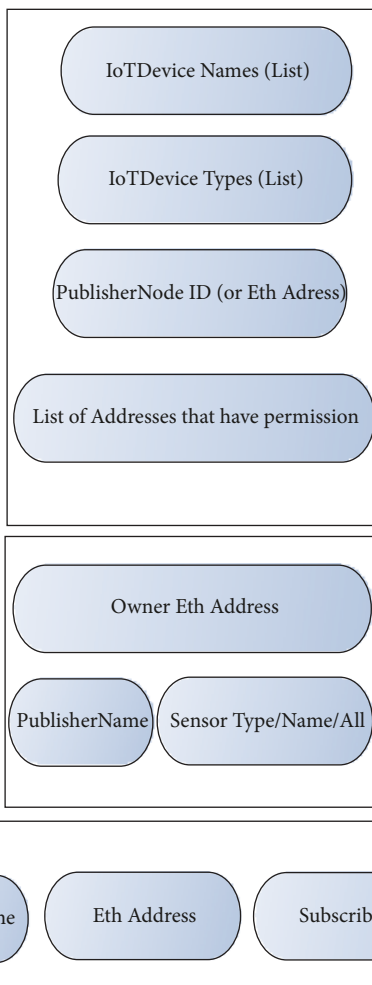 IoTDevice Names (List)
IoTDevice Types (List)
PublisherNode ID (or Eth Adress)
List of Addresses that have permission
Owner Eth Address
PublisherName
Sensor Type/Name/All
Eth Address